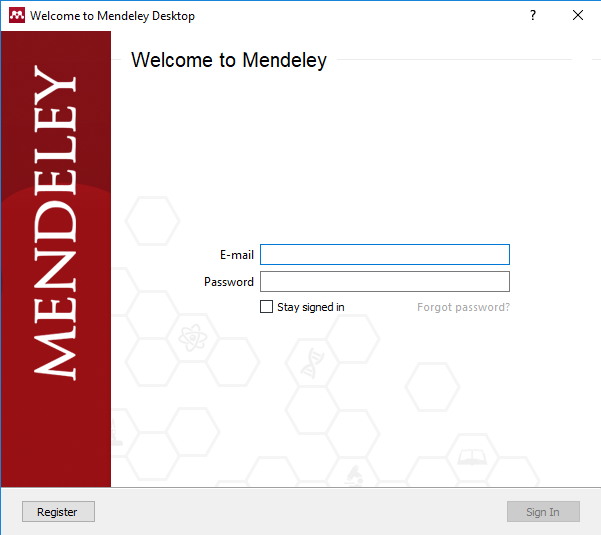 Welcome to Mendeley Desktop
?
Welcome to Mendeley
MENDELEY
E-mail
Password
Stay signed in
Forgot password?
Register
Sign In